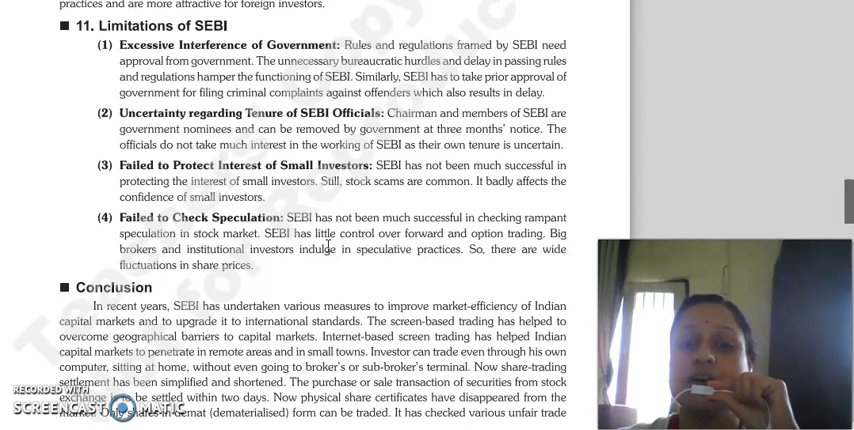 practices and are more attractive for foreign investors.
■ 11. Limitations of SEBI
(1) Excessive Interference of Government: Rules and regulations framed by SEBI need
approval from government. The unnecessary bureaucratic hurdles and delay in passing rules
and regulations hamper the functioning of SEBI. Similarly, SEBI has to take prior approval of
government for filing criminal complaints against offenders which also results in delay.
(2) Uncertainty regarding Tenure of SEBI Officials: Chairman and members of SEBI are
government nominees and can be removed by government at three months' notice. The
officials do not take much interest in the working of SEBI as their own tenure is uncertain.
(3) Failed to Protect Interest of Small Investors: SEBI has not been much successful in
protecting the interest of small investors. Still, stock scams are common. It badly affects the
confidence of small investors.
(4) Failed to Check Speculation: SEBI has not been much successful in checking rampant
speculation in stock market. SEBI has little control over forward and option trading. Big
brokers and institutional investors indulge in speculative practices. So, there are wide
fluctuations in share prices.
■ Conclusion
In recent years, SEBI has undertaken various measures to improve market-efficiency of Indian
capital markets and to upgrade it to international standards. The screen-based trading has helped to
overcome geographical barriers to capital markets. Internet-based screen trading has helped Indian
capital markets to penetrate in remote areas and in small towns. Investor can trade even through his own
computer, sitting at home, without even going to broker's or sub-broker's terminal. Now share-trading
settlement has been simplified and shortened. The purchase or sale transaction of securities from stock
exchange is to be settled within two days. Now physical share certificates have disappeared from the
market. Only shares in demat (dematerialised) form can be traded. It has checked various unfair trade
RECORDED WITH
SCREENCAST MATIC